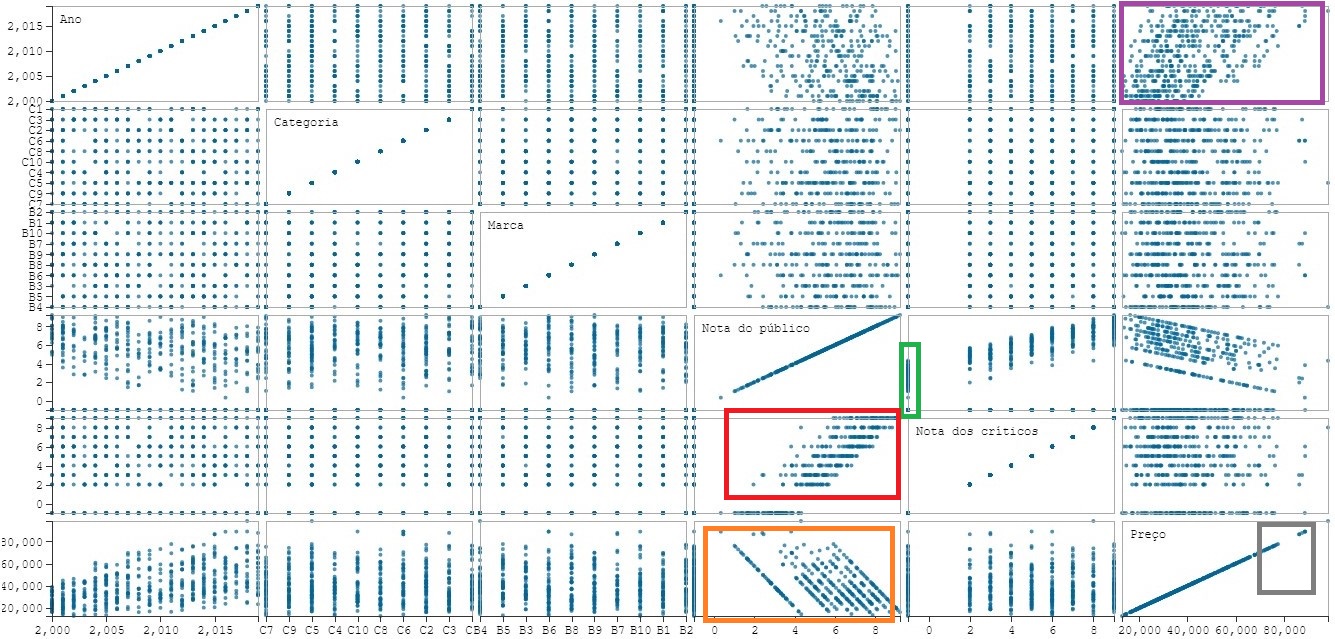 Ano
2,015
2,010
2,005
2,000
C1
C3
C2
C6
C8
C10
C4
C5
C9
C7
Categoria
B2
B1
B10
B7
B9
B8
B6
B3
B5
B4
Marca
8
6
4
2
0
Nota do público
8
6
4
2
0
Nota dos críticos
80,000
60,000
40,000
20,000
Preço
2,000 2,005 2,010 2,015 C7 C9 C5 C4 C10 C8 C6 C2 C3 C1 B4 B5 B3 B6 B8 B9 B7 B10 B1 B2 0 2 4 6 8 0 2 4 6 8 20,000 40,000 60,000 80,000